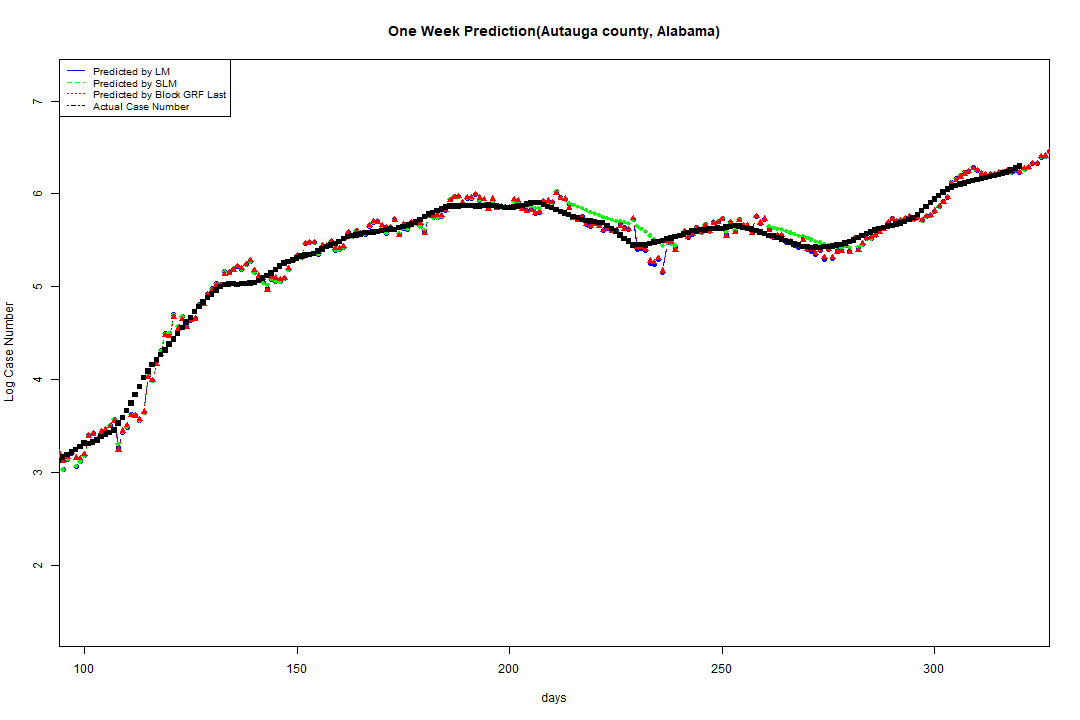 One Week Prediction(Autauga county, Alabama)
Predicted by LM
Predicted by SLM
Predicted by Block GRF Last
Actual Case Number
7
6
5
4
3
2
Log Case Number
100 150 200 250 300
days